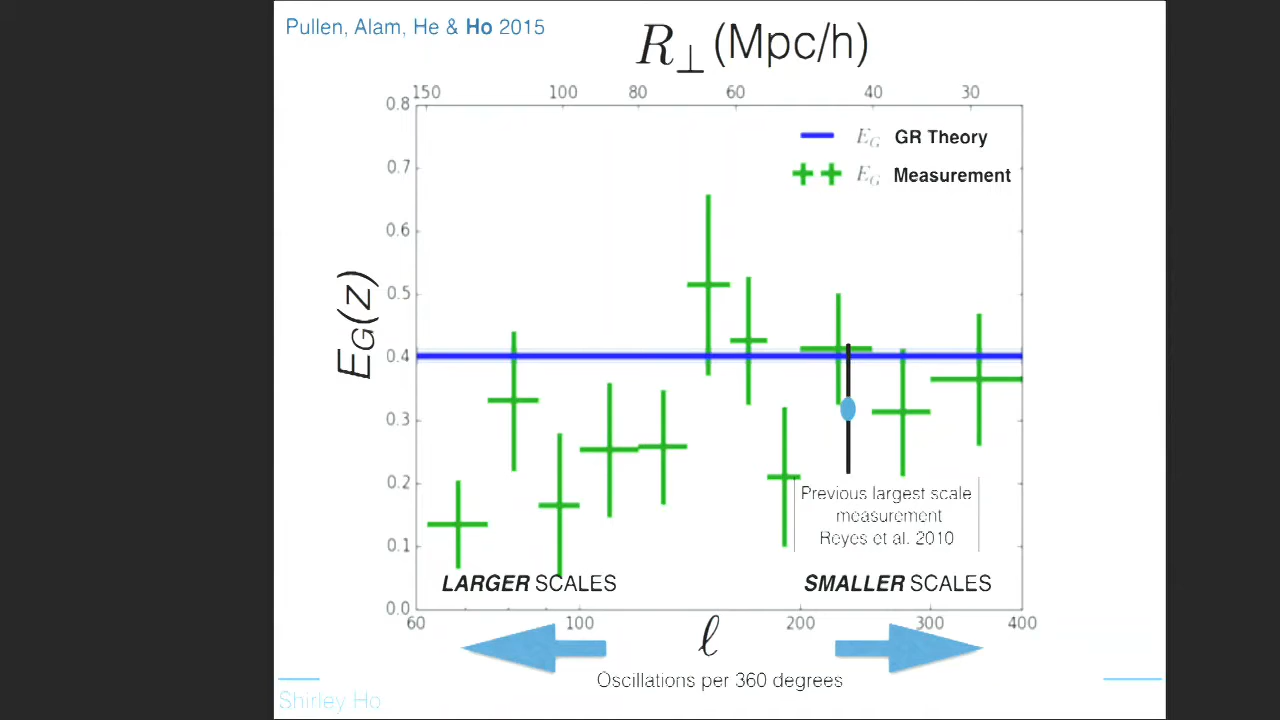 Pullen, Alam, He & Ho 2015
R⊥ (Mpc/h)
150 100 80 60 40 30
0.8
0.7
0.6
0.5
0.4
0.3
0.2
0.1
0.0
E_G(z)
E_G GR Theory
E_G Measurement
Previous largest scale
measurement
Reyes et al. 2010
LARGER SCALES
SMALLER SCALES
60 100 200 300 400
ℓ
Oscillations per 360 degrees
Shirley Ho